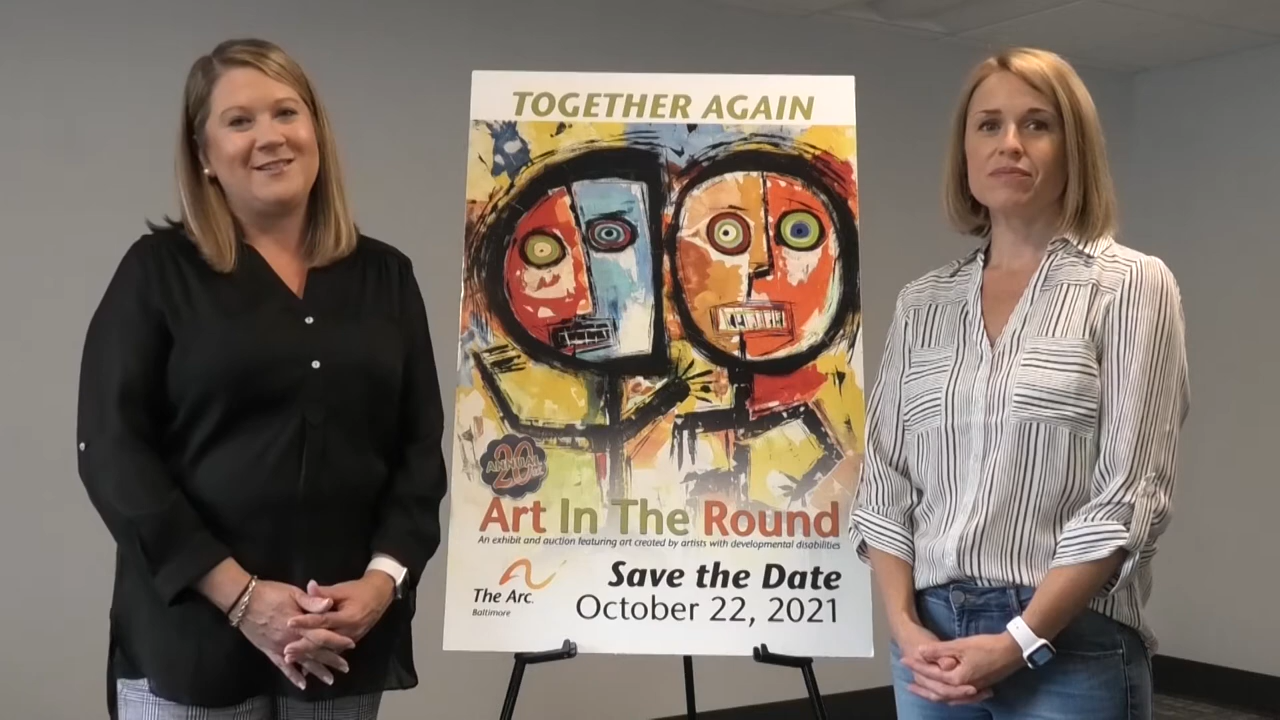 TOGETHER AGAIN
20
ANNUAL
Art In The Round
An exhibit and auction featuring art created by artists with developmental disabilities
The Arc.
Baltimore
Save the Date
October 22, 2021